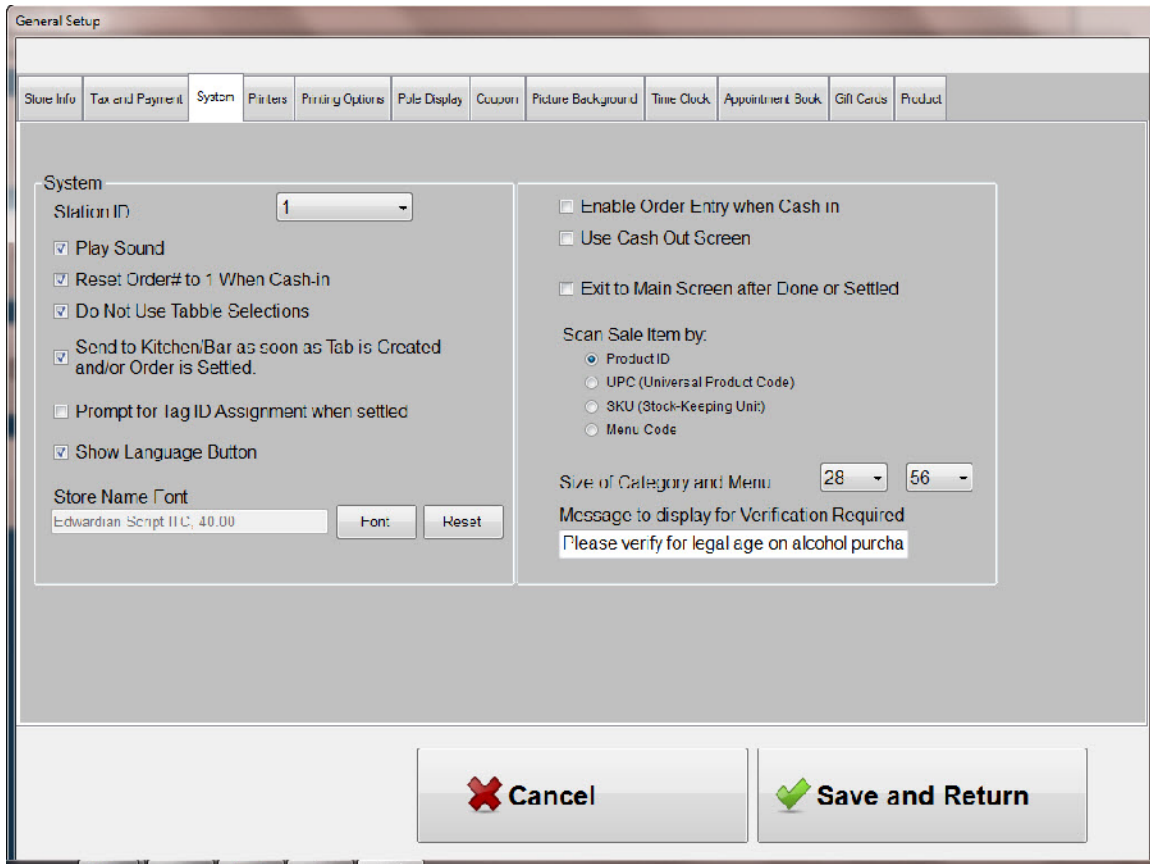 General Setup
Store Info
Tax and Payment
System
Printers
Printing Options
Pole Display
Coupon
Picture Background
Time Clock
Appointment Book
Gift Cards
Product
System
Station ID
1
Play Sound
Reset Order# to 1 When Cash-in
Do Not Use Tabble Selections
Send to Kitchen/Bar as soon as Tab is Created
and/or Order is Settled.
Prompt for Tag ID Assignment when settled
Show Language Button
Store Name Font
Edwardian Script ITC, 40.00
Font
Reset
Enable Order Entry when Cash in
Use Cash Out Screen
Exit to Main Screen after Done or Settled
Scan Sale Item by:
Product ID
UPC (Universal Product Code)
SKU (Stock-Keeping Unit)
Menu Code
Size of Category and Menu
28
56
Message to display for Verification Required
Please verify for legal age on alcohol purcha
Cancel
Save and Return